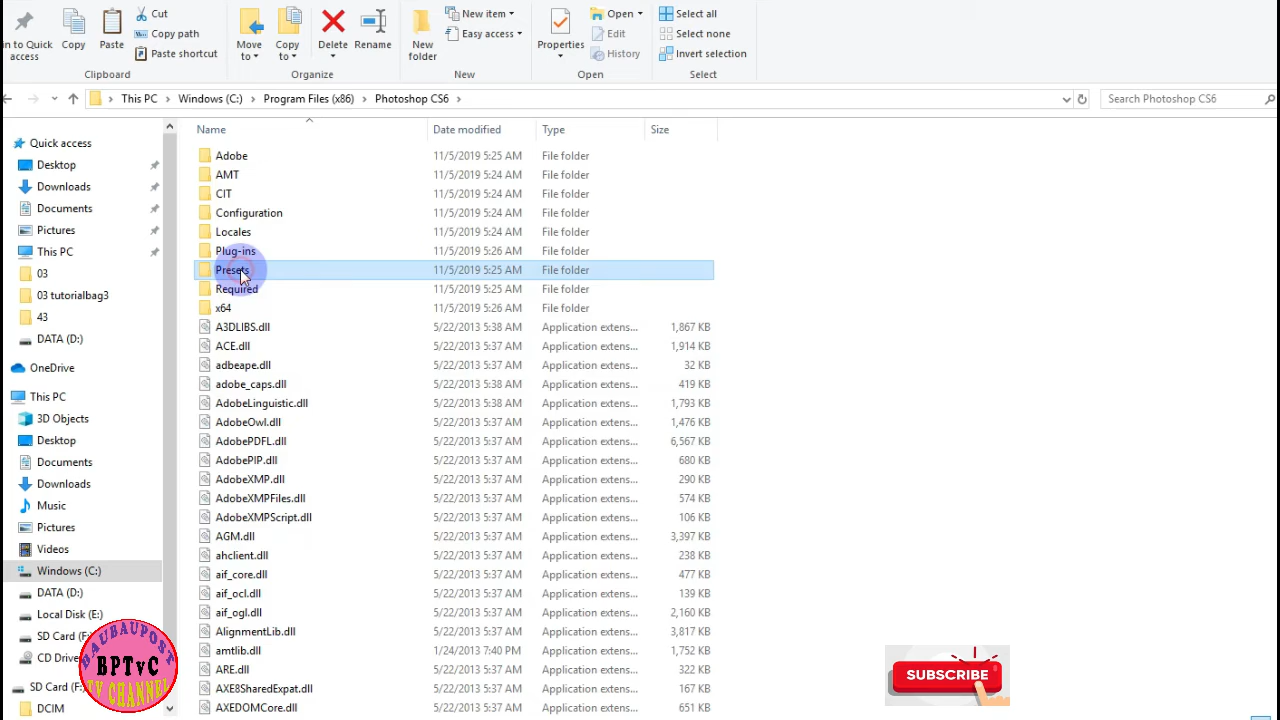 Cut
Copy path
Paste shortcut
in to Quick access
Copy
Paste
Clipboard
Move to
Copy to
Delete
Rename
Organize
New folder
New item
Easy access
New
Properties
Open
Edit
History
Open
Select all
Select none
Invert selection
Select
This PC > Windows (C:) > Program Files (x86) > Photoshop CS6 >
Search Photoshop CS6
Quick access
Desktop
Downloads
Documents
Pictures
This PC
03
03 tutorialbag3
43
DATA (D:)
OneDrive
This PC
3D Objects
Desktop
Documents
Downloads
Music
Pictures
Videos
Windows (C:)
DATA (D:)
Local Disk (E:)
SD Card (F:
CD Drive
SD Card (F:)
DCIM
Name Date modified Type Size
Adobe 11/5/2019 5:25 AM File folder
AMT 11/5/2019 5:24 AM File folder
CIT 11/5/2019 5:24 AM File folder
Configuration 11/5/2019 5:24 AM File folder
Locales 11/5/2019 5:24 AM File folder
Plug-ins 11/5/2019 5:26 AM File folder
Presets 11/5/2019 5:25 AM File folder
Required 11/5/2019 5:25 AM File folder
x64 11/5/2019 5:26 AM File folder
A3DLIBS.dll 5/22/2013 5:38 AM Application extens... 1,867 KB
ACE.dll 5/22/2013 5:37 AM Application extens... 1,914 KB
adbeape.dll 5/22/2013 5:37 AM Application extens... 32 KB
adobe_caps.dll 5/22/2013 5:38 AM Application extens... 419 KB
AdobeLinguistic.dll 5/22/2013 5:38 AM Application extens... 1,793 KB
AdobeOwl.dll 5/22/2013 5:37 AM Application extens... 1,476 KB
AdobePDFL.dll 5/22/2013 5:37 AM Application extens... 6,567 KB
AdobePIP.dll 5/22/2013 5:37 AM Application extens... 680 KB
AdobeXMP.dll 5/22/2013 5:37 AM Application extens... 290 KB
AdobeXMPFiles.dll 5/22/2013 5:37 AM Application extens... 574 KB
AdobeXMPScript.dll 5/22/2013 5:37 AM Application extens... 106 KB
AGM.dll 5/22/2013 5:37 AM Application extens... 3,397 KB
ahclient.dll 5/22/2013 5:37 AM Application extens... 238 KB
aif_core.dll 5/22/2013 5:37 AM Application extens... 477 KB
aif_ocl.dll 5/22/2013 5:37 AM Application extens... 139 KB
aif_ogl.dll 5/22/2013 5:37 AM Application extens... 2,160 KB
AlignmentLib.dll 5/22/2013 5:37 AM Application extens... 3,817 KB
amtlib.dll 1/24/2013 7:40 PM Application extens... 1,752 KB
ARE.dll 5/22/2013 5:37 AM Application extens... 322 KB
AXE8SharedExpat.dll 5/22/2013 5:37 AM Application extens... 167 KB
AXEDOMCore.dll 5/22/2013 5:37 AM Application extens... 651 KB
BAUBAUPOST
BPTvC
TV CHANNEL
SUBSCRIBE